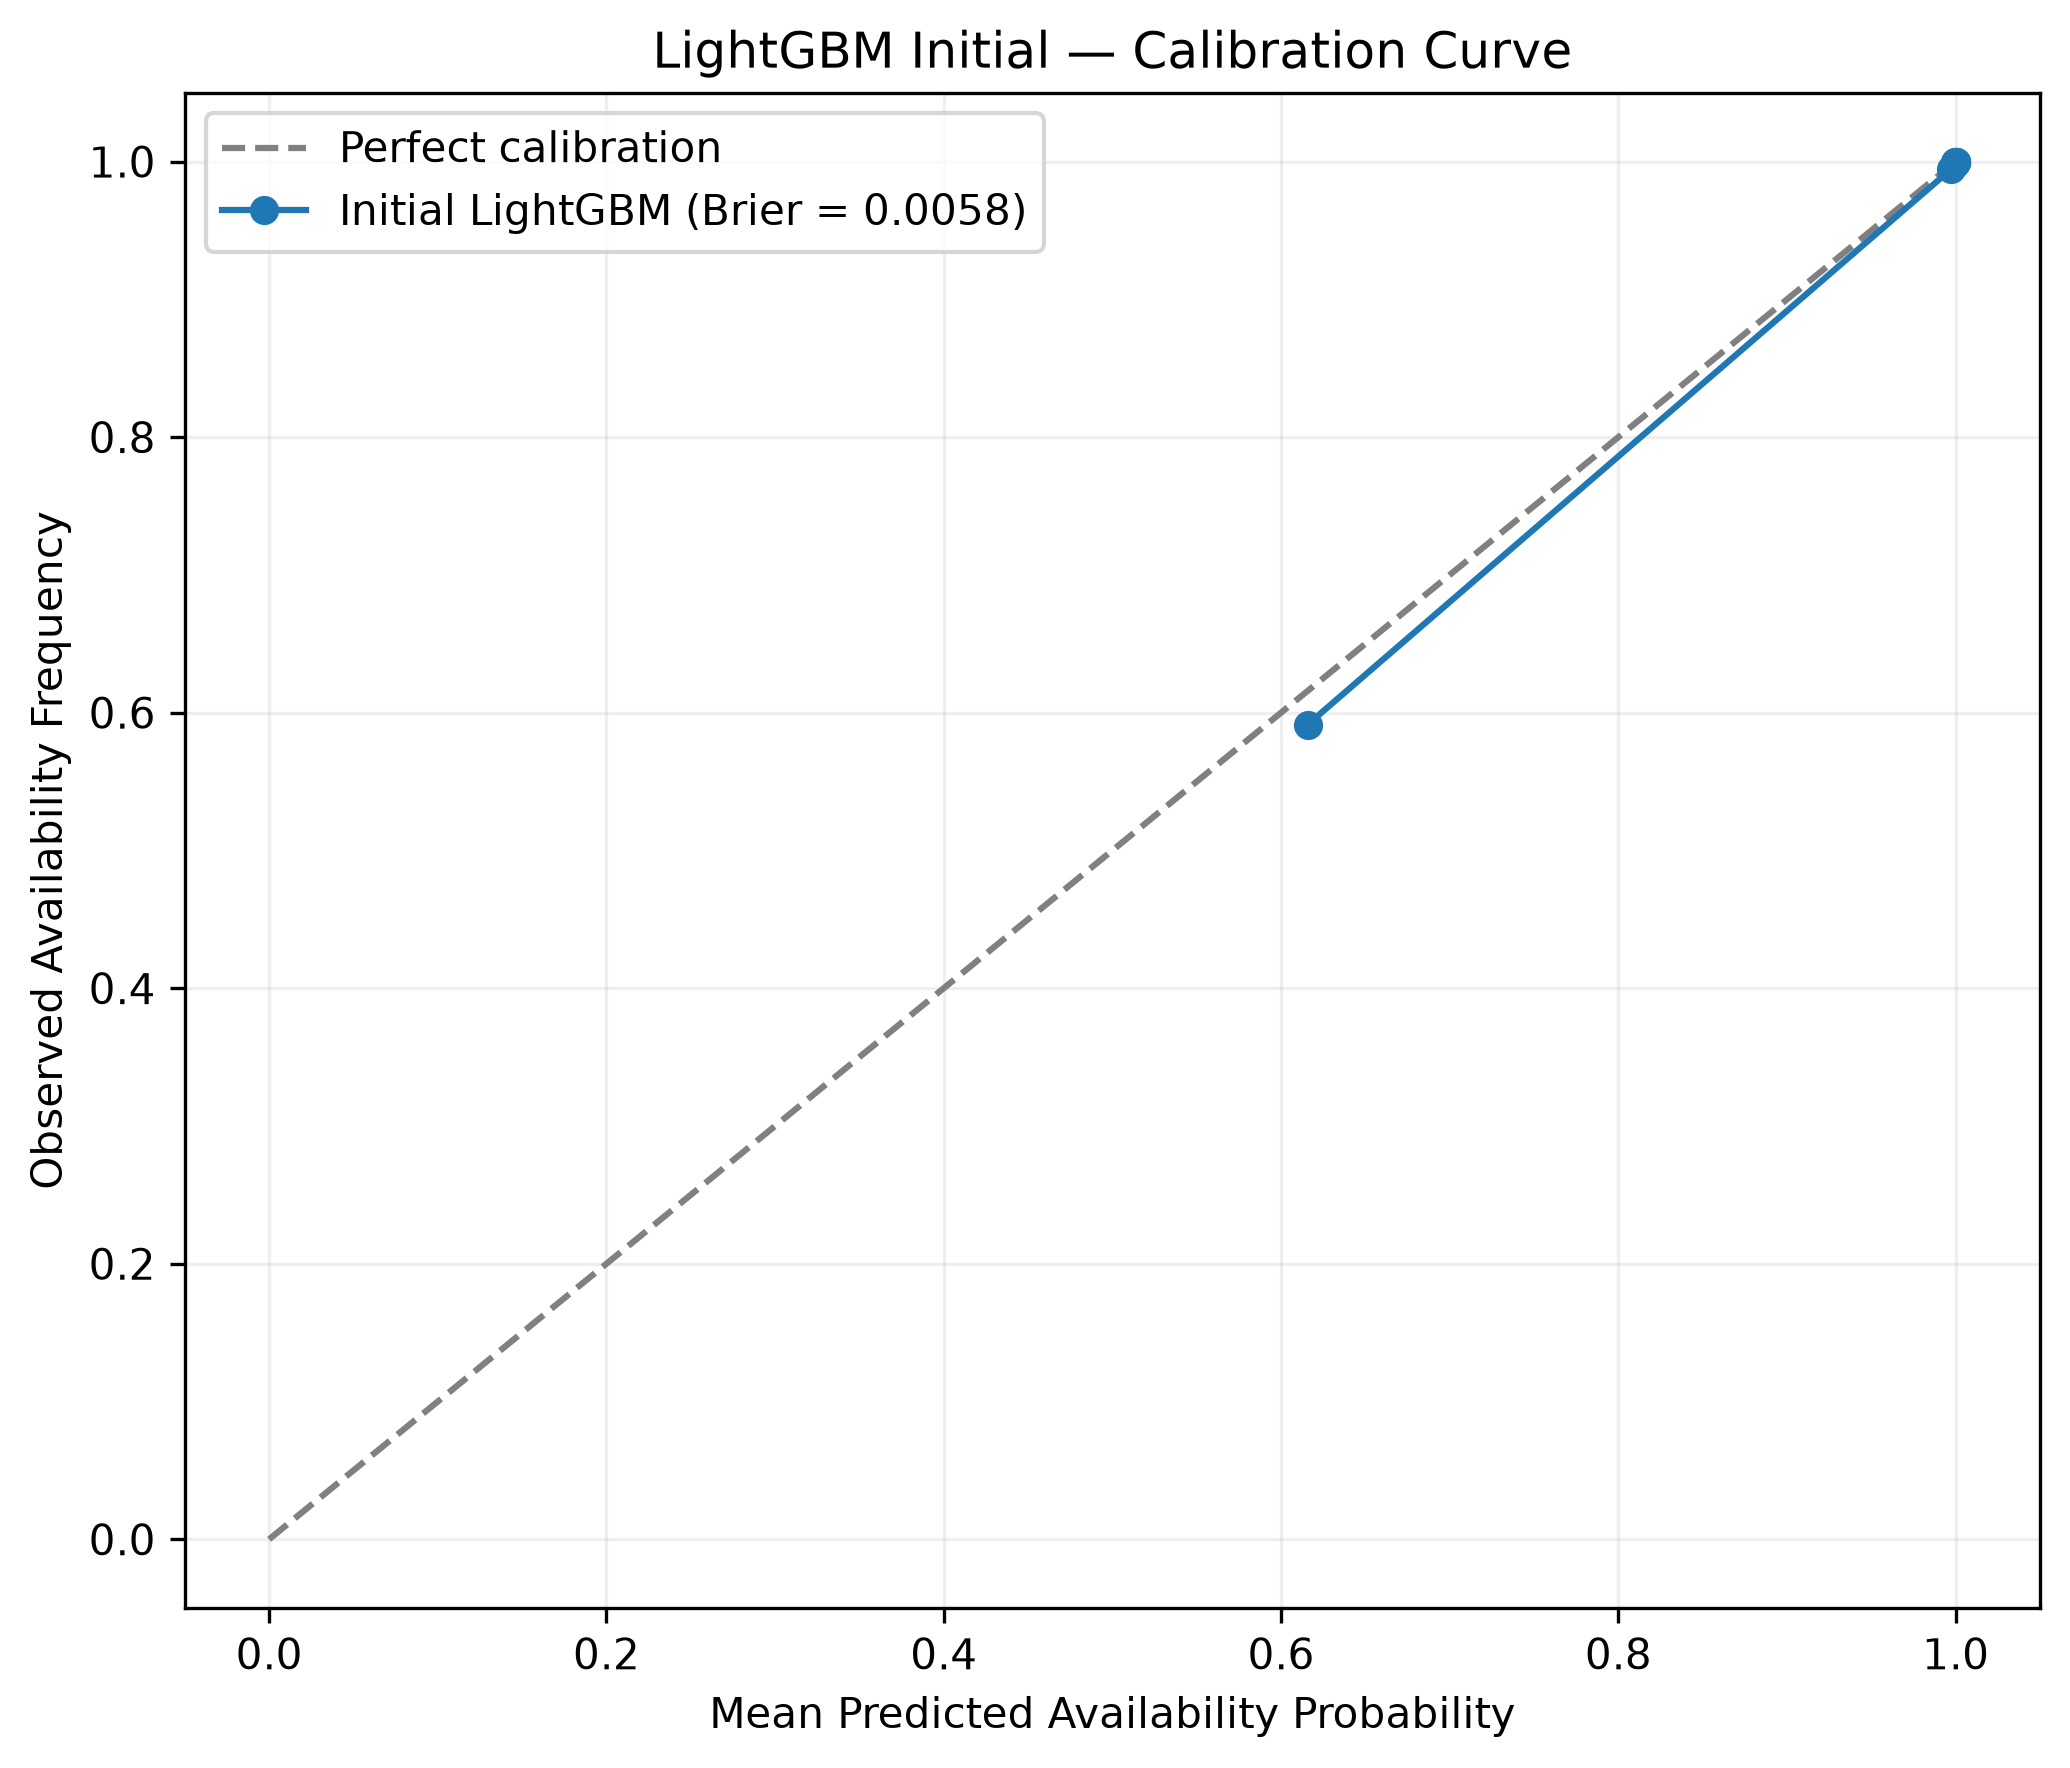 LightGBM Initial — Calibration Curve
Perfect calibration
Initial LightGBM (Brier = 0.0058)
Observed Availability Frequency
1.0
0.8
0.6
0.4
0.2
0.0
0.0 0.2 0.4 0.6 0.8 1.0
Mean Predicted Availability Probability